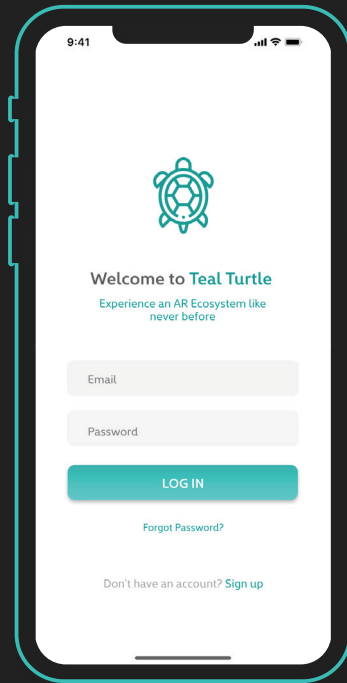 9:41
Welcome to Teal Turtle
Experience an AR Ecosystem like
never before
Email
Password
LOG IN
Forgot Password?
Don't have an account? Sign up